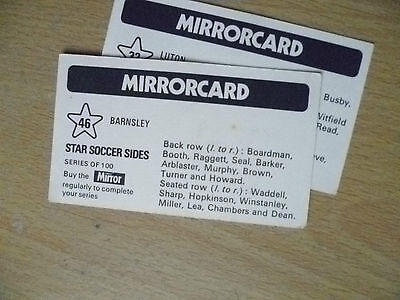 MIRRORCARD
LUTON
Busby.
Vitfield
Read,
MIRRORCARD
46 BARNSLEY
STAR SOCCER SIDES
SERIES OF 100
Buy the Mirror
regularly to complete
your series
Back row (l. to r.) : Boardman,
Booth, Raggett, Seal, Barker,
Arblaster, Murphy, Brown,
Turner and Howard.
Seated row (l. to r.) : Waddell,
Sharp, Hopkinson, Winstanley,
Miller, Lea, Chambers and Dean.